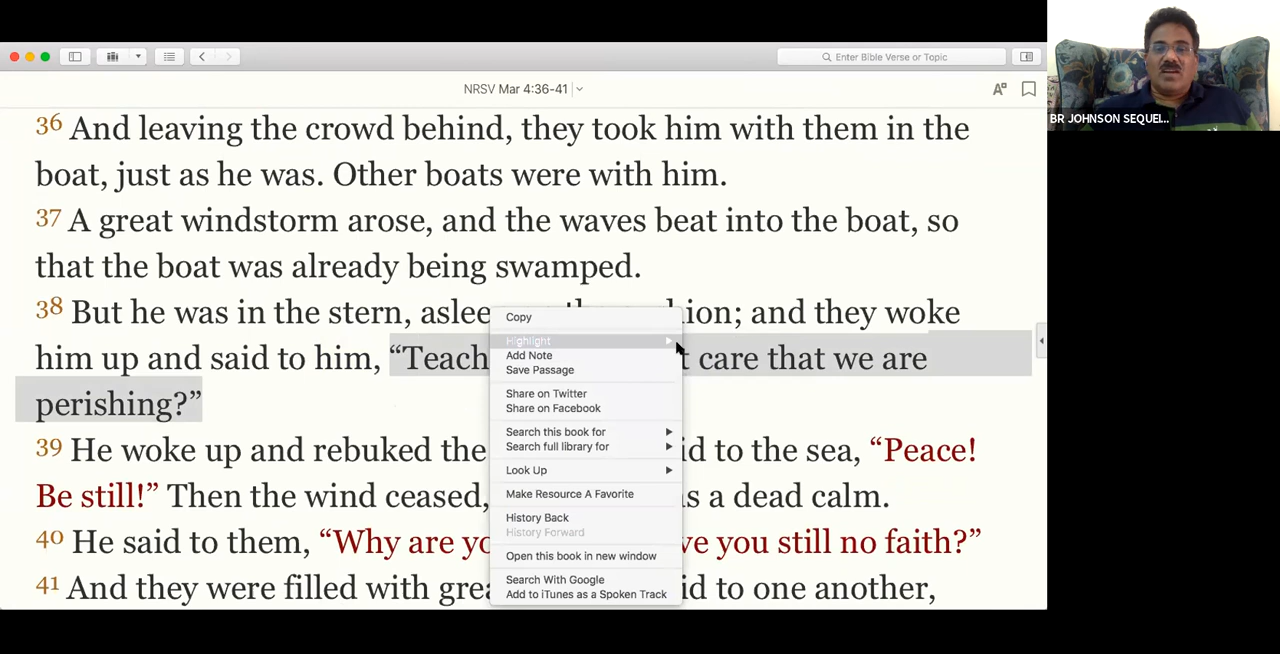 Enter Bible Verse or Topic
NRSV Mar 4:36-41
BR JOHNSON SEQUEI...
36 And leaving the crowd behind, they took him with them in the
boat, just as he was. Other boats were with him.
37 A great windstorm arose, and the waves beat into the boat, so
that the boat was already being swamped.
38 But he was in the stern, aslee hion; and they woke
him up and said to him, “Teach t care that we are
perishing?”
39 He woke up and rebuked the id to the sea, “Peace!
Be still!” Then the wind ceased, s a dead calm.
40 He said to them, “Why are yo ve you still no faith?”
41 And they were filled with grea id to one another,
Copy
Highlight
Add Note
Save Passage
Share on Twitter
Share on Facebook
Search this book for
Search full library for
Look Up
Make Resource A Favorite
History Back
History Forward
Open this book in new window
Search With Google
Add to iTunes as a Spoken Track